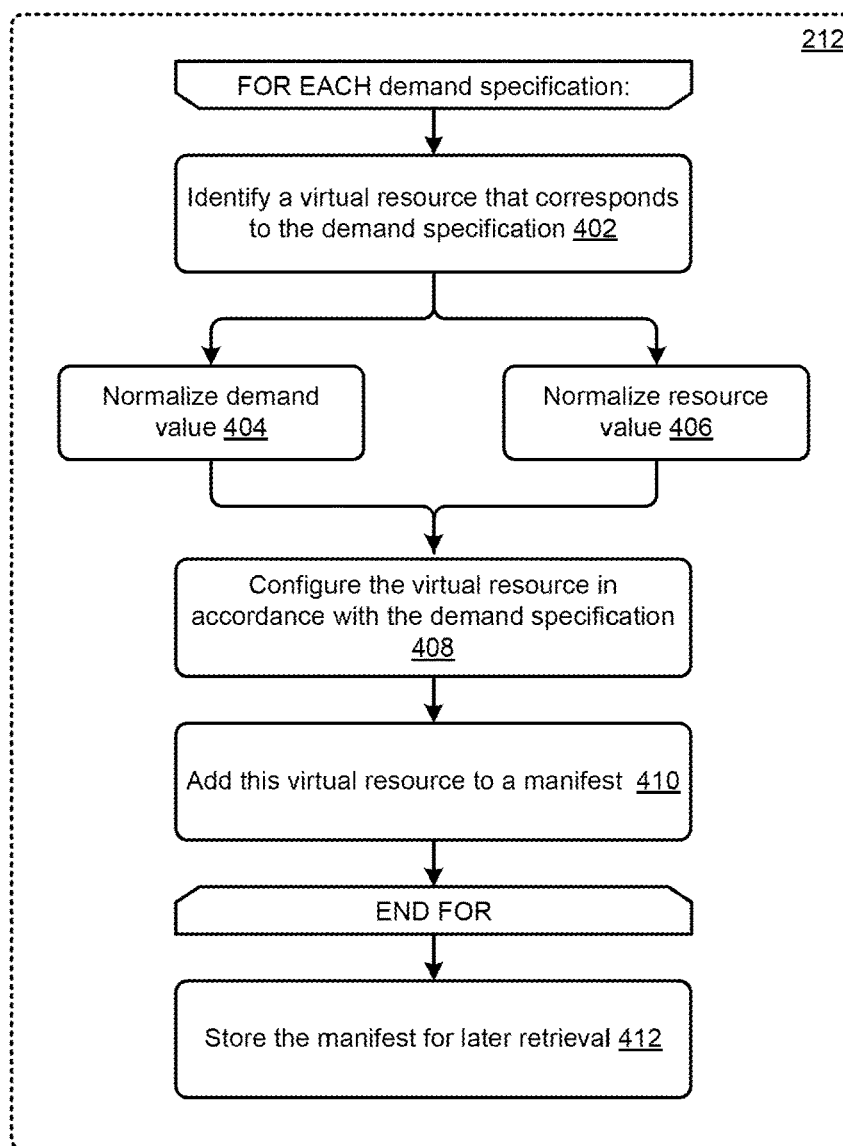 212
FOR EACH demand specification:
Identify a virtual resource that corresponds
to the demand specification 402
Normalize demand
value 404
Normalize resource
value 406
Configure the virtual resource in
accordance with the demand specification
408
Add this virtual resource to a manifest 410
END FOR
Store the manifest for later retrieval 412